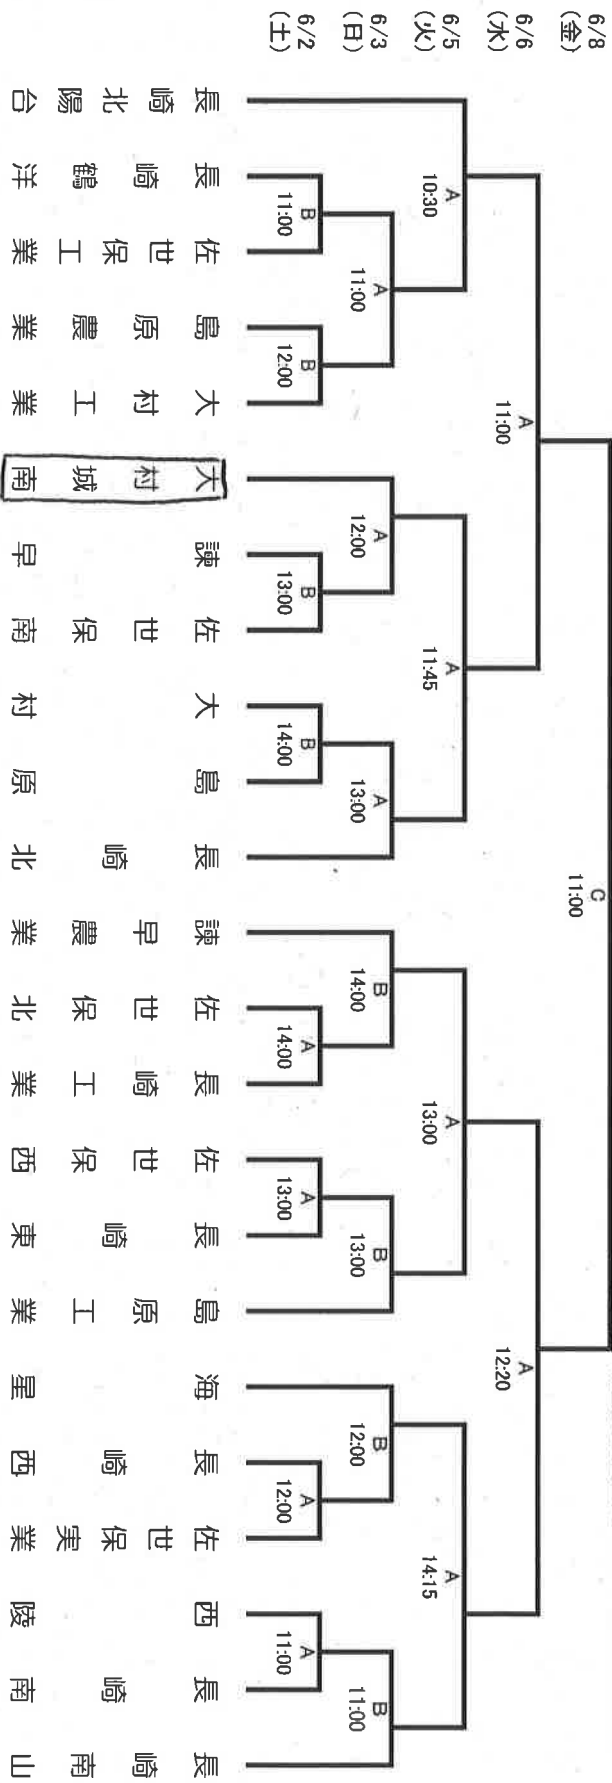 6/8
(金)
6/6
(水)
6/5
(火)
6/3
(日)
6/2
(土)
C
11:00
A
11:00
A
12:20
A
10:30
A
11:45
A
13:00
A
14:15
A
11:00
A
12:00
A
13:00
B
14:00
B
13:00
B
12:00
B
11:00
B
11:00
B
12:00
B
13:00
B
14:00
A
14:00
A
13:00
A
12:00
A
11:00
長崎北陽台
長崎鶴洋
佐世保工業
島原農業
大村工業
大村城南
諫早
佐世保南
大村
島原
長崎北
諫早農業
佐世保北
長崎工業
佐世保西
長崎東
島原工業
海星
長崎西
佐世保実業
西陵
長崎南
長崎南山